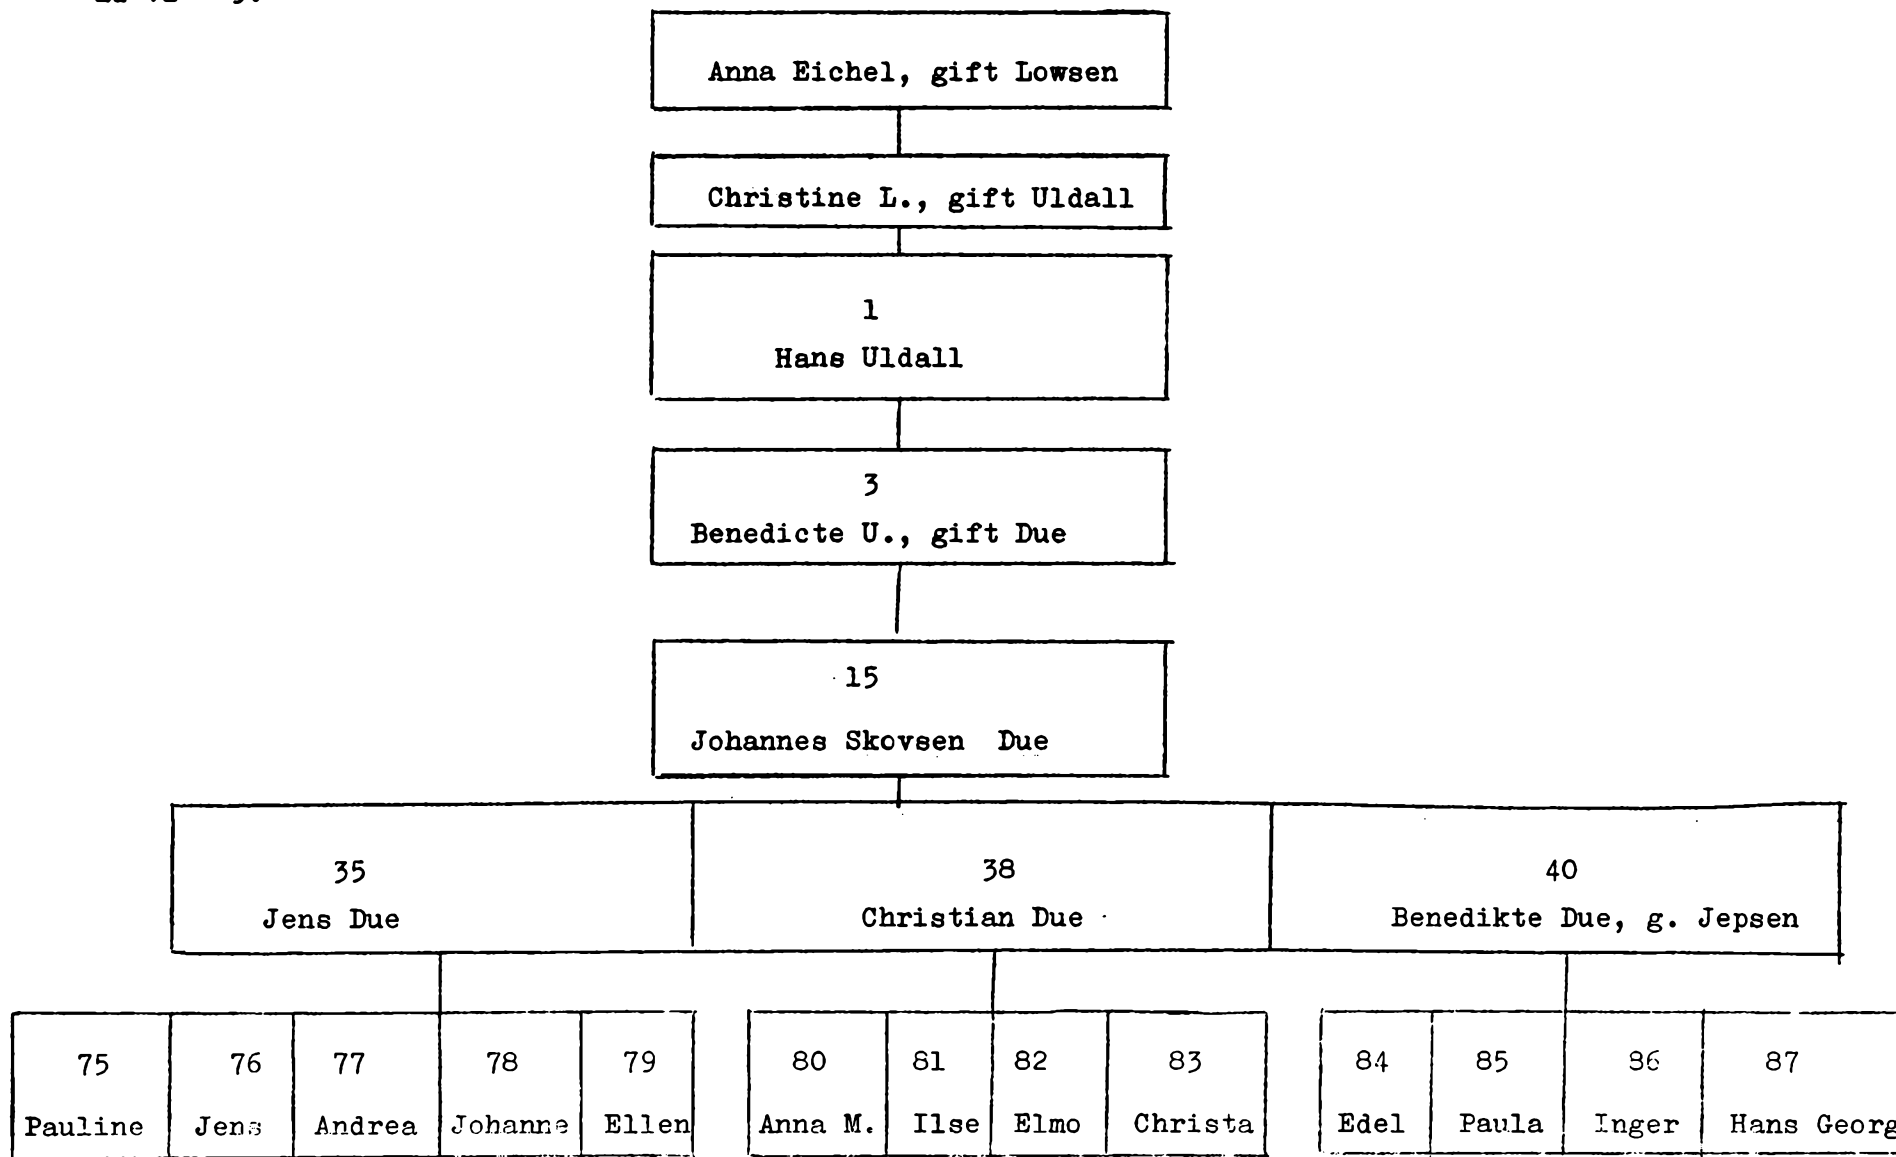 Anna Eichel, gift Lowsen
Christine L., gift Uldall
1
Hans Uldall
3
Benedicte U., gift Due
15
Johannes Skovsen Due
35 38 40
Jens Due Christian Due Benedikte Due, g. Jepsen
75 76 77 78 79 80 81 82 83 84 85 86 87
Pauline Jens Andrea Johanne Ellen Anna M. Ilse Elmo Christa Edel Paula Inger Hans Georg